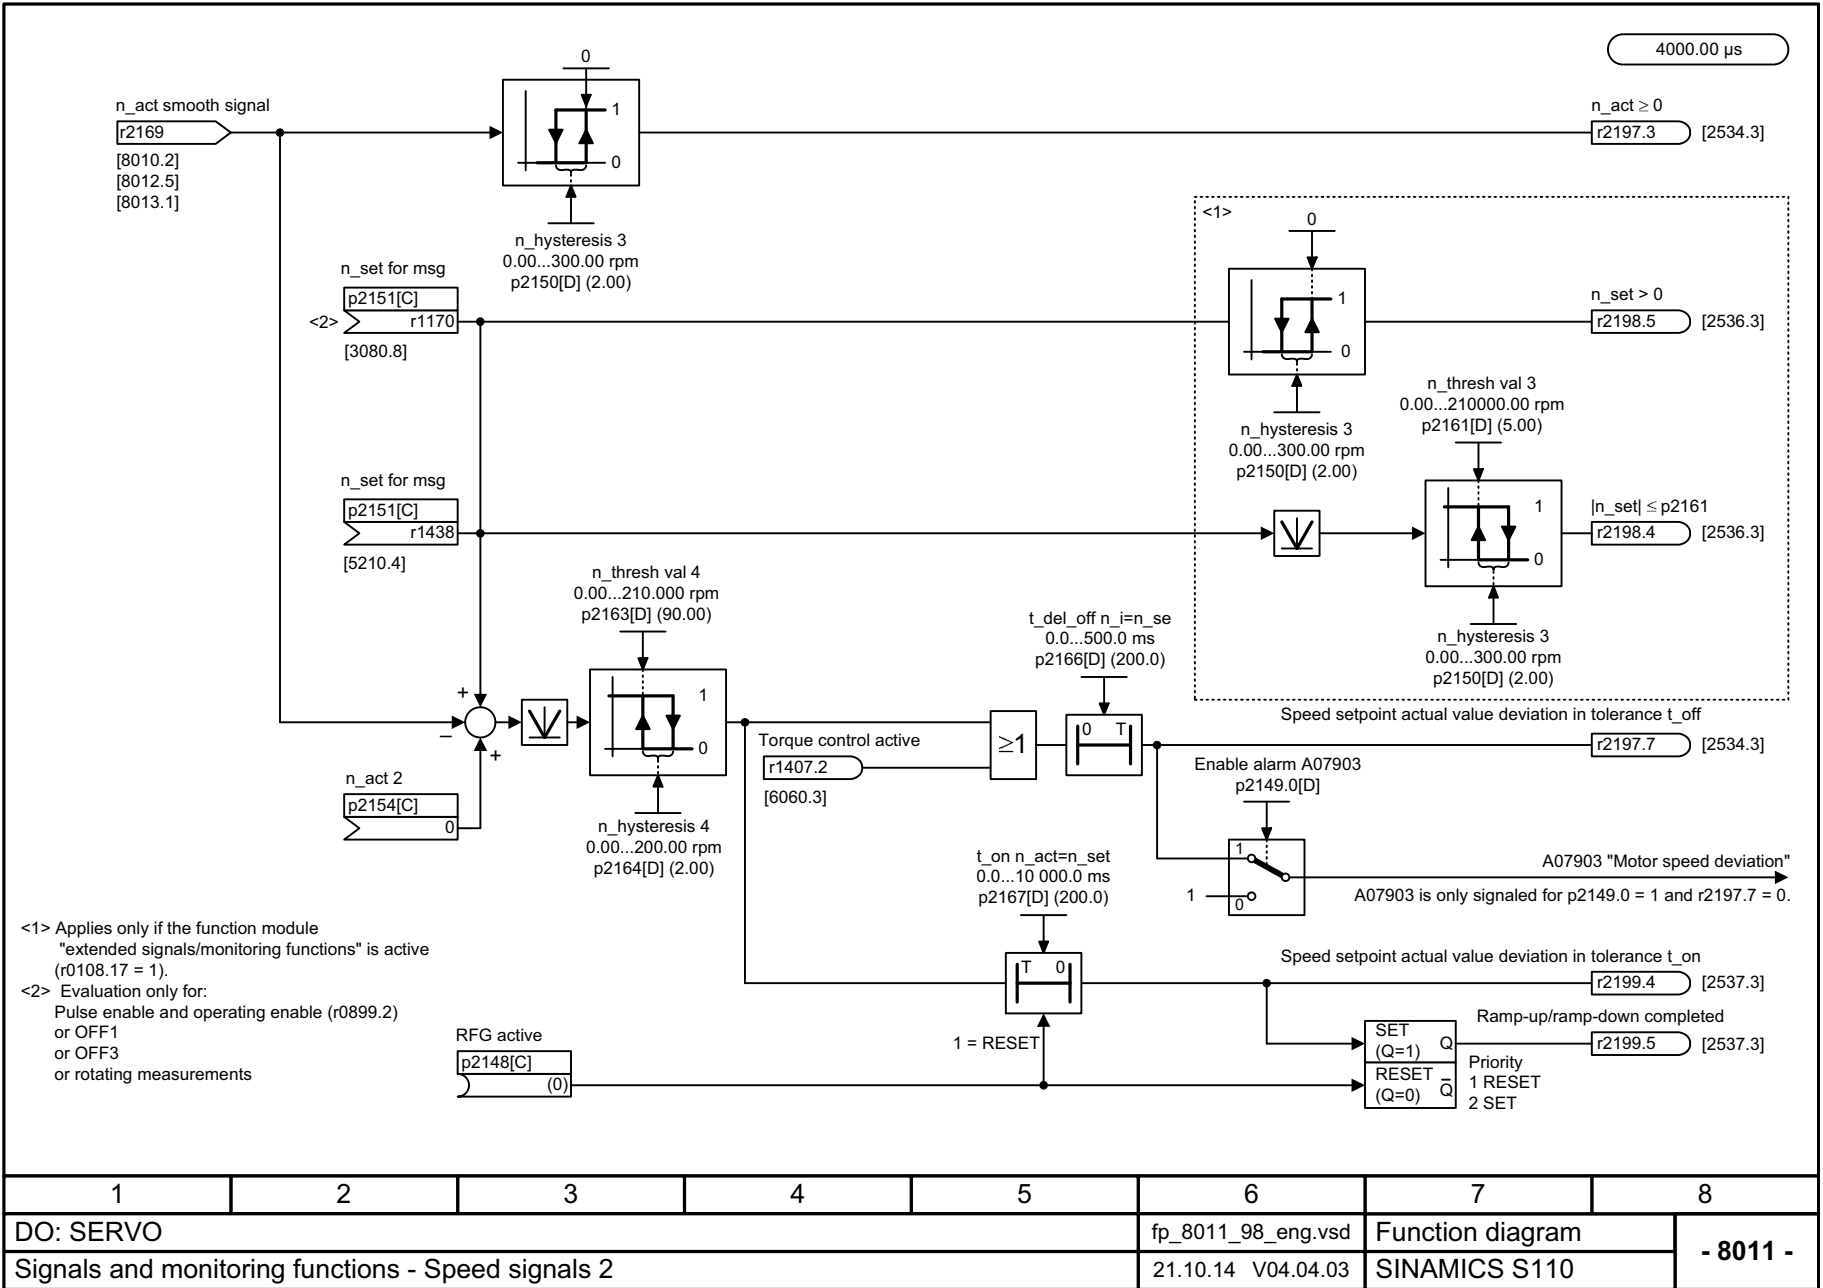 4000.00 µs
0
n_act smooth signal
r2169
[8010.2]
[8012.5]
[8013.1]
1
0
n_act ≥ 0
r2197.3
[2534.3]
n_hysteresis 3
0.00...300.00 rpm
p2150[D] (2.00)
<1>
0
n_set for msg
p2151[C]
<2>
r1170
[3080.8]
1
0
n_set > 0
r2198.5
[2536.3]
n_hysteresis 3
0.00...300.00 rpm
p2150[D] (2.00)
n_thresh val 3
0.00...210000.00 rpm
p2161[D] (5.00)
n_set for msg
p2151[C]
r1438
[5210.4]
1
0
|n_set| ≤ p2161
r2198.4
[2536.3]
n_hysteresis 3
0.00...300.00 rpm
p2150[D] (2.00)
n_thresh val 4
0.00...210.000 rpm
p2163[D] (90.00)
t_del_off n_i=n_se
0.0...500.0 ms
p2166[D] (200.0)
+
–
+
1
0
n_act 2
p2154[C]
0
n_hysteresis 4
0.00...200.00 rpm
p2164[D] (2.00)
Torque control active
r1407.2
[6060.3]
≥1
0 T
Speed setpoint actual value deviation in tolerance t_off
r2197.7
[2534.3]
Enable alarm A07903
p2149.0[D]
1
1
0
A07903 "Motor speed deviation"
A07903 is only signaled for p2149.0 = 1 and r2197.7 = 0.
t_on n_act=n_set
0.0...10 000.0 ms
p2167[D] (200.0)
T 0
1 = RESET
Speed setpoint actual value deviation in tolerance t_on
r2199.4
[2537.3]
Ramp-up/ramp-down completed
r2199.5
[2537.3]
SET
(Q=1)
Q
RESET
(Q=0)
Q̅
Priority
1 RESET
2 SET
RFG active
p2148[C]
(0)
<1> Applies only if the function module
"extended signals/monitoring functions" is active
(r0108.17 = 1).
<2> Evaluation only for:
Pulse enable and operating enable (r0899.2)
or OFF1
or OFF3
or rotating measurements
1 2 3 4 5 6 7 8
DO: SERVO
fp_8011_98_eng.vsd
Function diagram
- 8011 -
Signals and monitoring functions - Speed signals 2
21.10.14 V04.04.03
SINAMICS S110